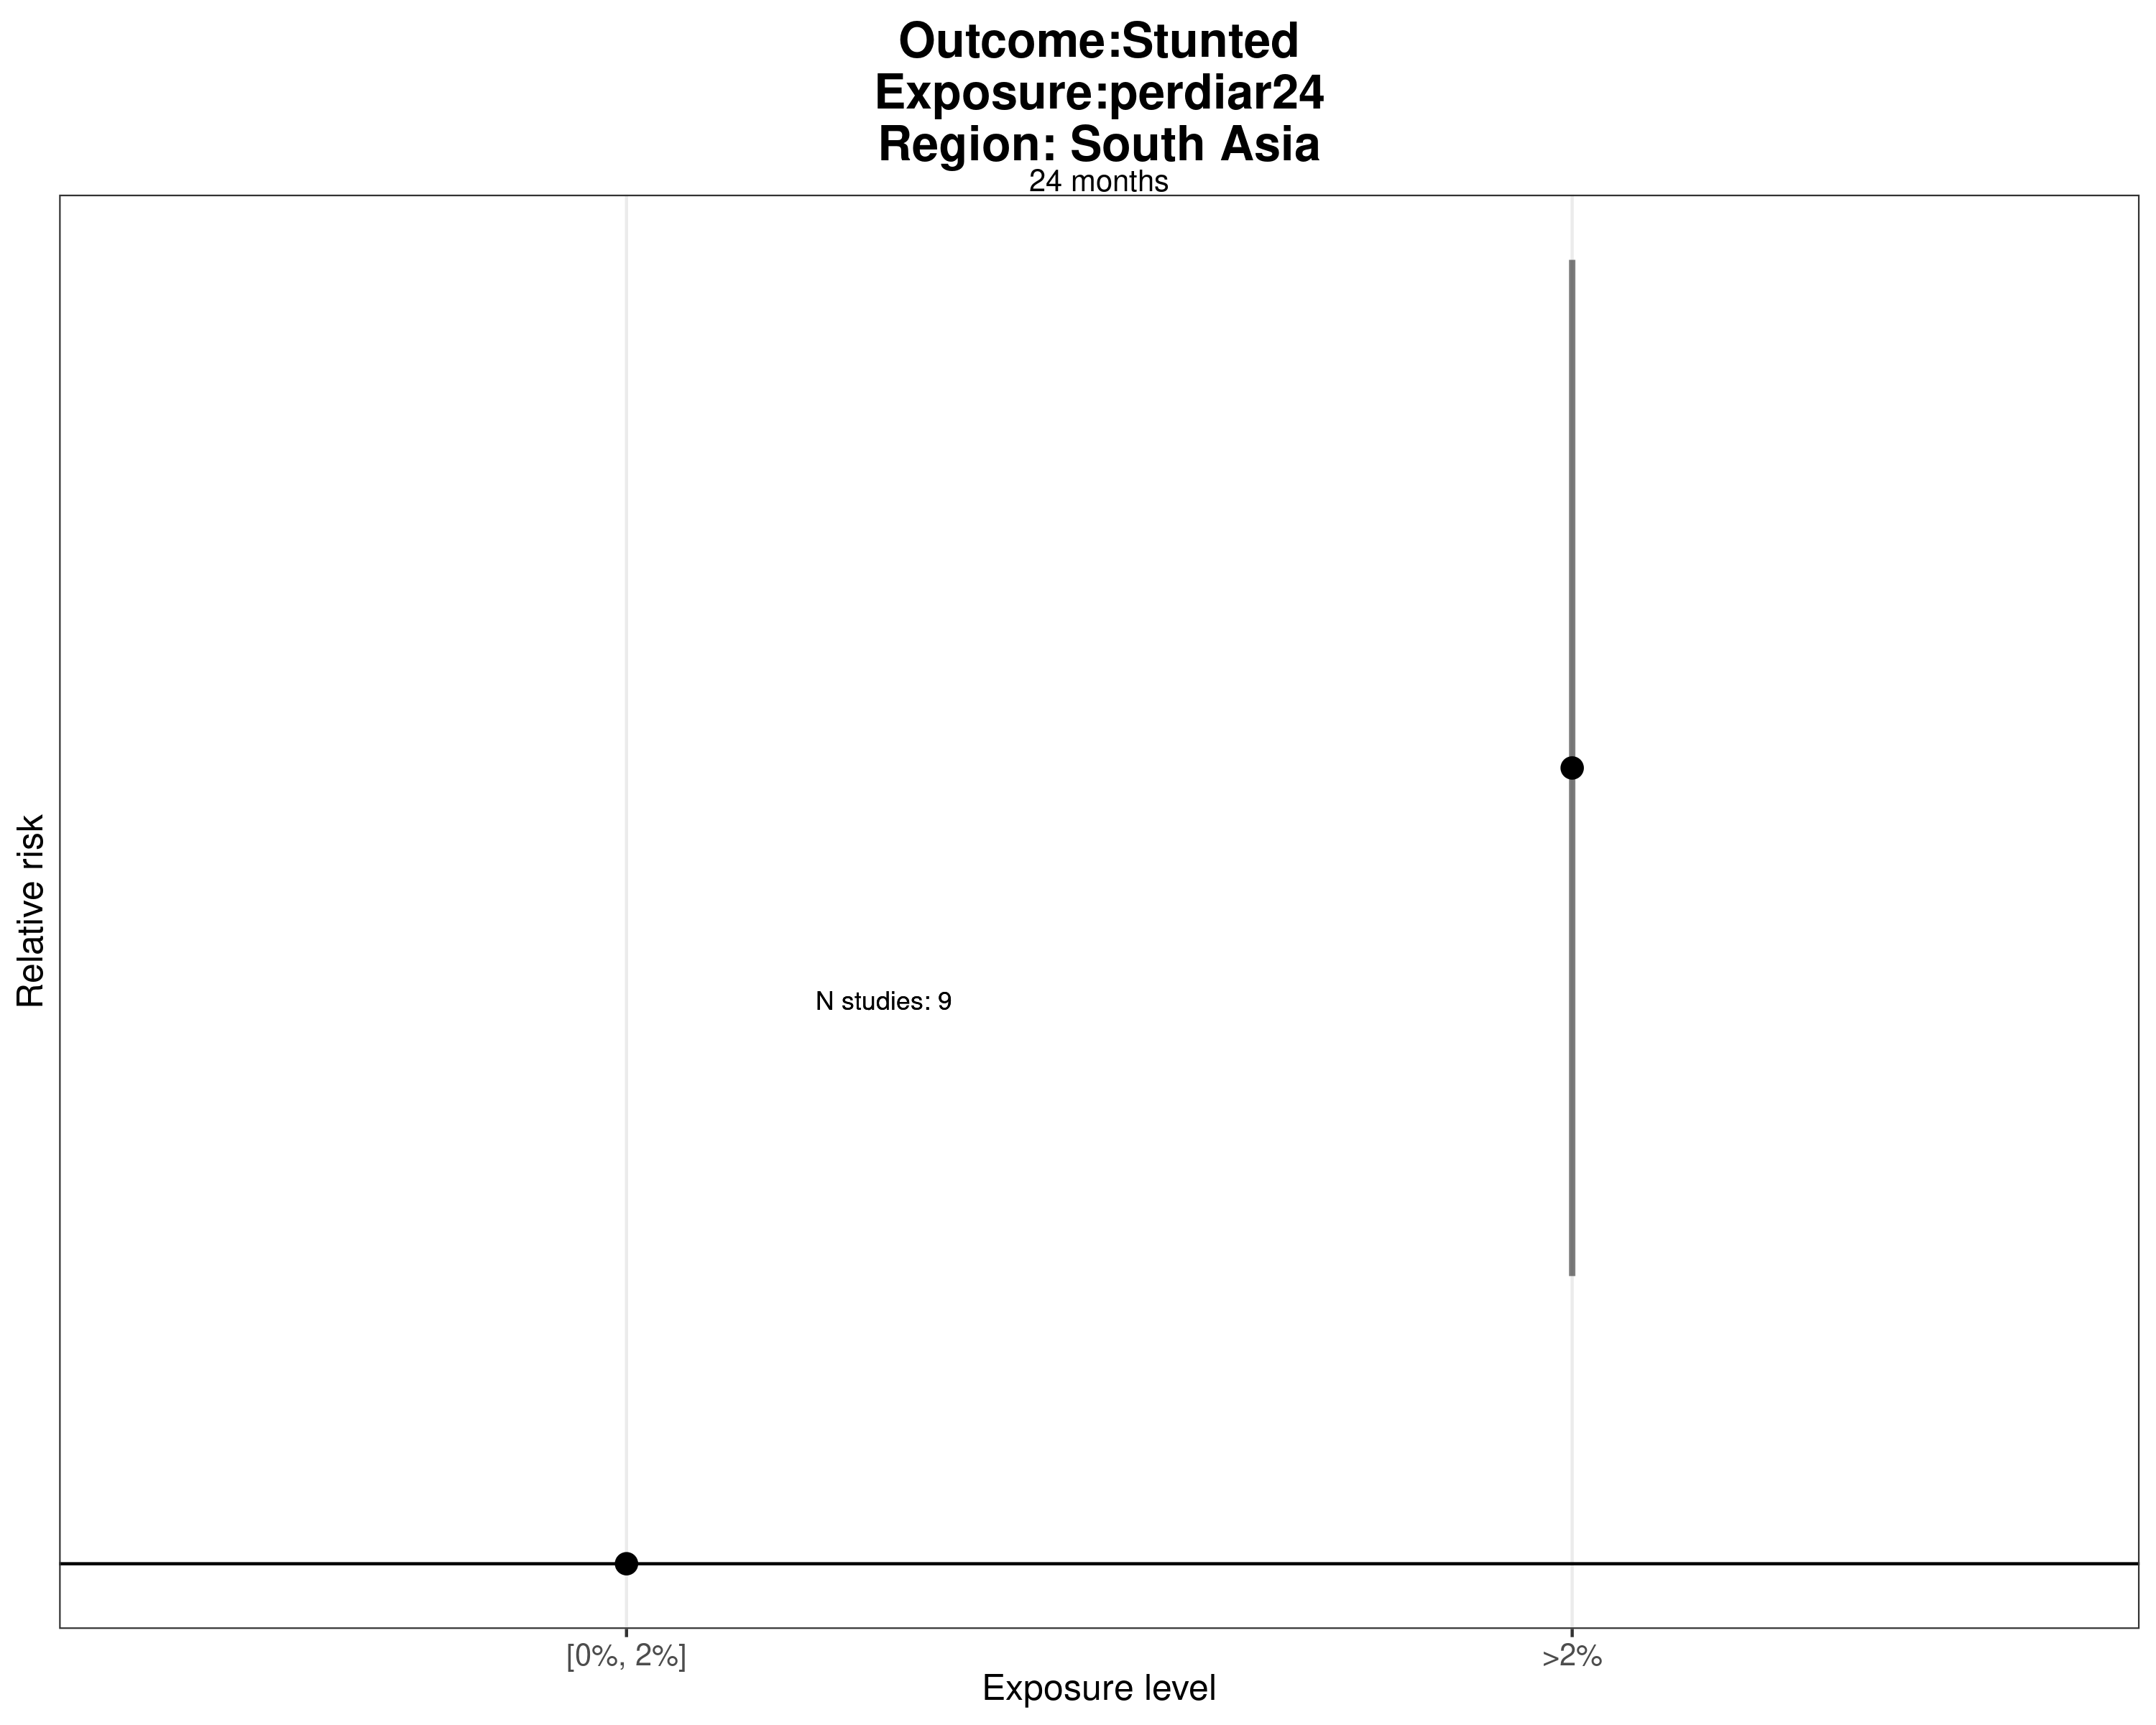 Outcome:Stunted
Exposure:perdiar24
Region: South Asia
24 months
Relative risk
N studies: 9
[0%, 2%]
>2%
Exposure level